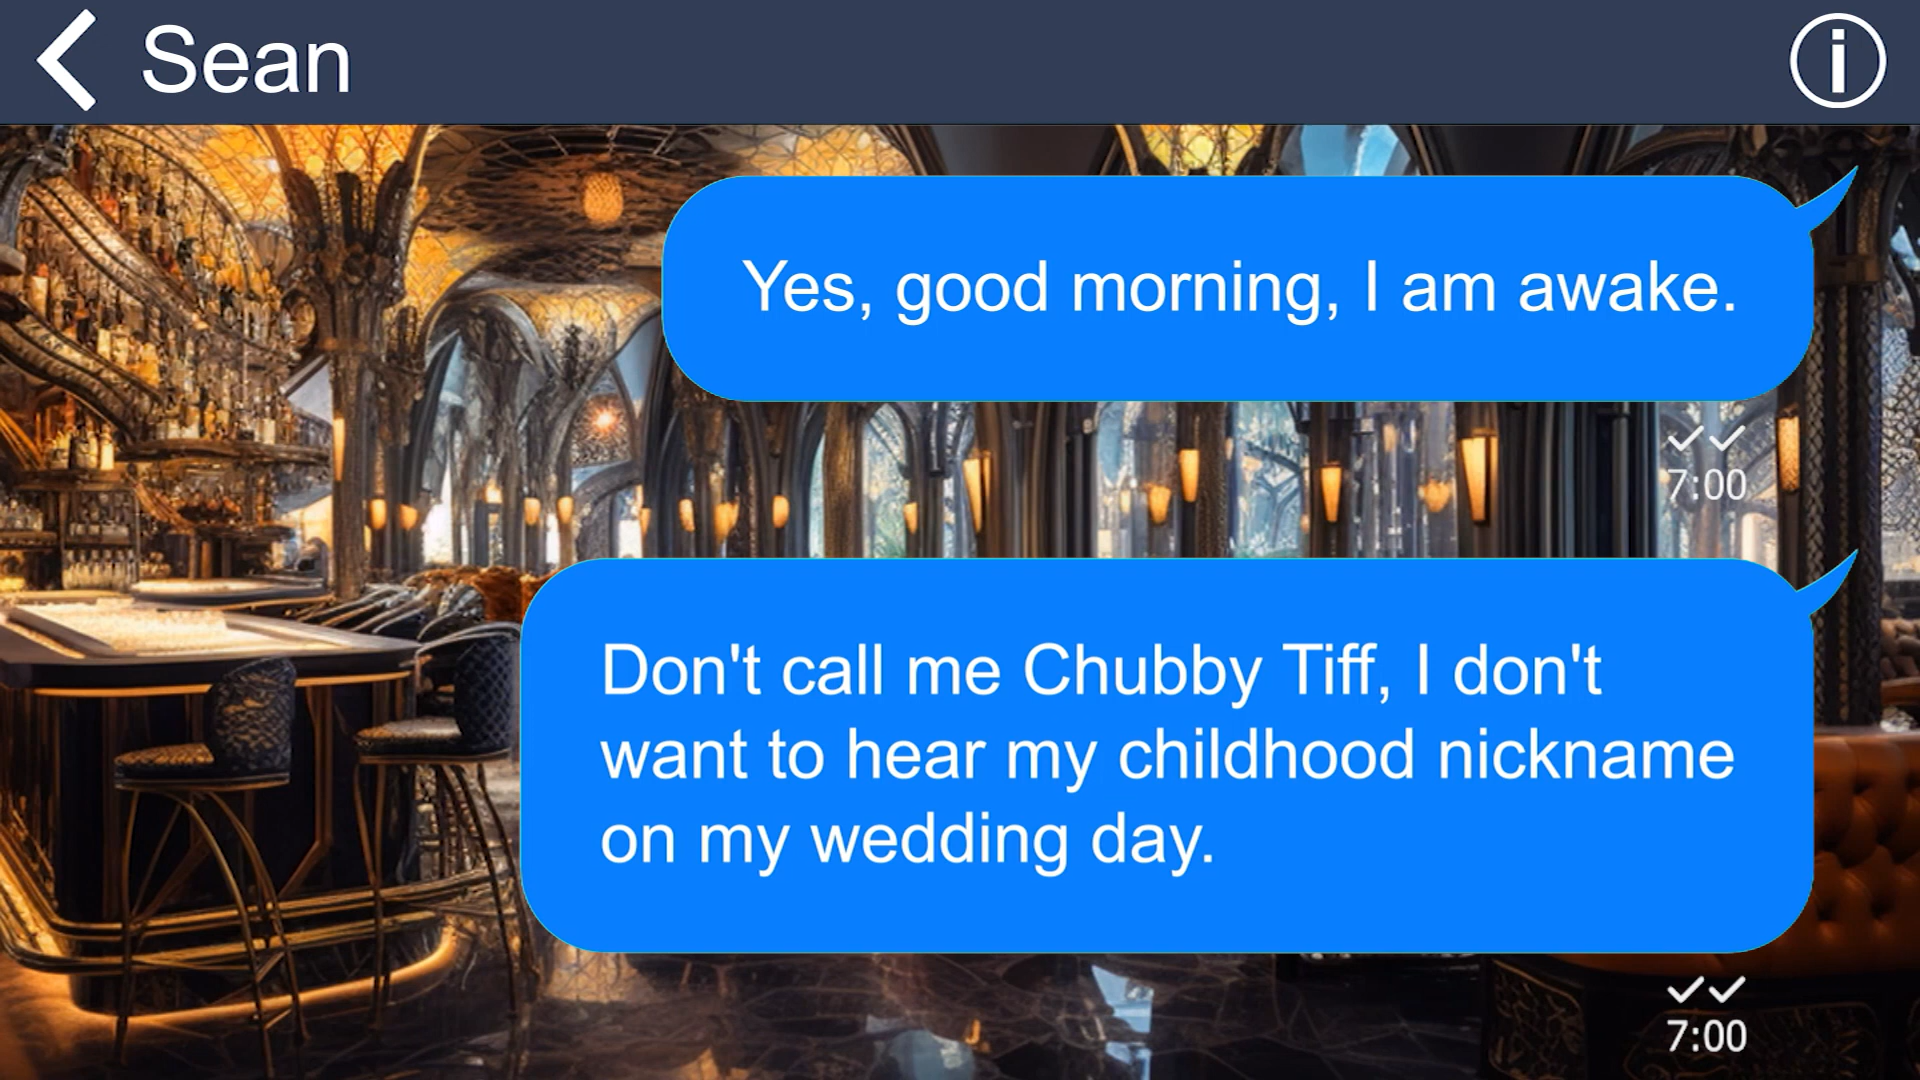 Sean
Yes, good morning, I am awake.
7:00
Don't call me Chubby Tiff, I don't
want to hear my childhood nickname
on my wedding day.
7:00